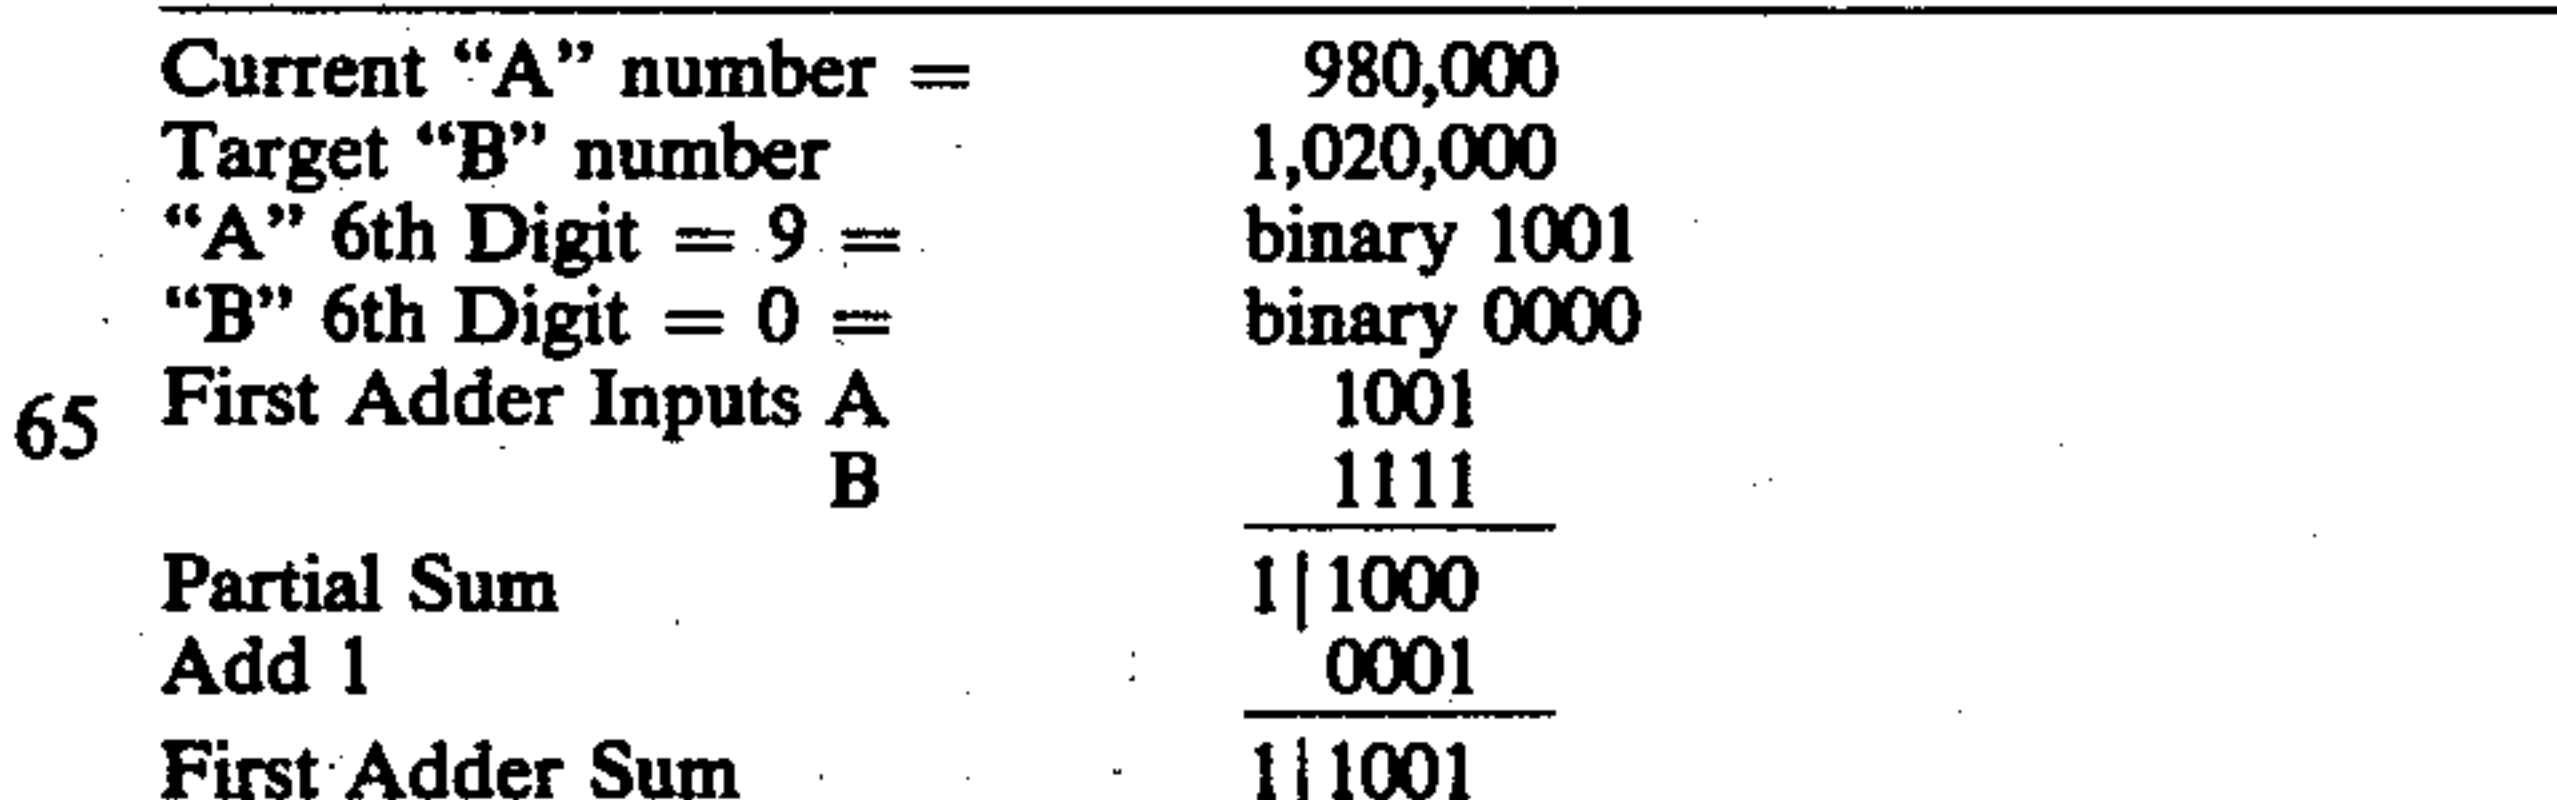 Current “A” number = 980,000
Target “B” number 1,020,000
“A” 6th Digit = 9 = binary 1001
“B” 6th Digit = 0 = binary 0000
65 First Adder Inputs A 1001
B 1111
Partial Sum 1|1000
Add 1 0001
First Adder Sum 1|1001